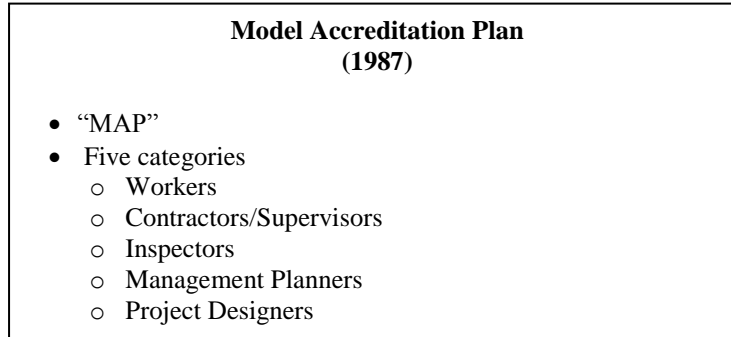 Model Accreditation Plan
(1987)
• “MAP”
• Five categories
o Workers
o Contractors/Supervisors
o Inspectors
o Management Planners
o Project Designers